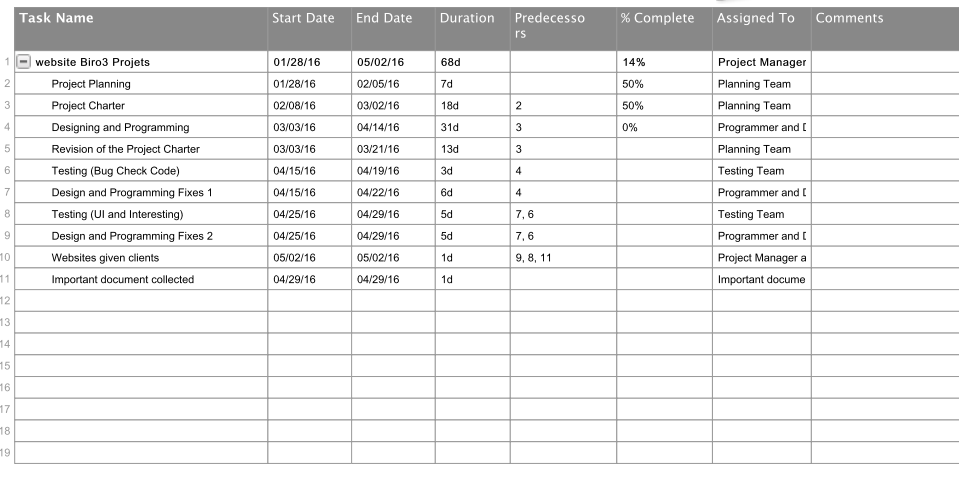 Task Name Start Date End Date Duration Predecesso % Complete Assigned To Comments
rs
1 website Biro3 Projets 01/28/16 05/02/16 68d 14% Project Manager
2 Project Planning 01/28/16 02/05/16 7d 50% Planning Team
3 Project Charter 02/08/16 03/02/16 18d 2 50% Planning Team
4 Designing and Programming 03/03/16 04/14/16 31d 3 0% Programmer and
5 Revision of the Project Charter 03/03/16 03/21/16 13d 3 Planning Team
6 Testing (Bug Check Code) 04/15/16 04/19/16 3d 4 Testing Team
7 Design and Programming Fixes 1 04/15/16 04/22/16 6d 4 Programmer and
8 Testing (UI and Interesting) 04/25/16 04/29/16 5d 7, 6 Testing Team
9 Design and Programming Fixes 2 04/25/16 04/29/16 5d 7, 6 Programmer and
10 Websites given clients 05/02/16 05/02/16 1d 9, 8, 11 Project Manager a
11 Important document collected 04/29/16 04/29/16 1d Important docume
12
13
14
15
16
17
18
19